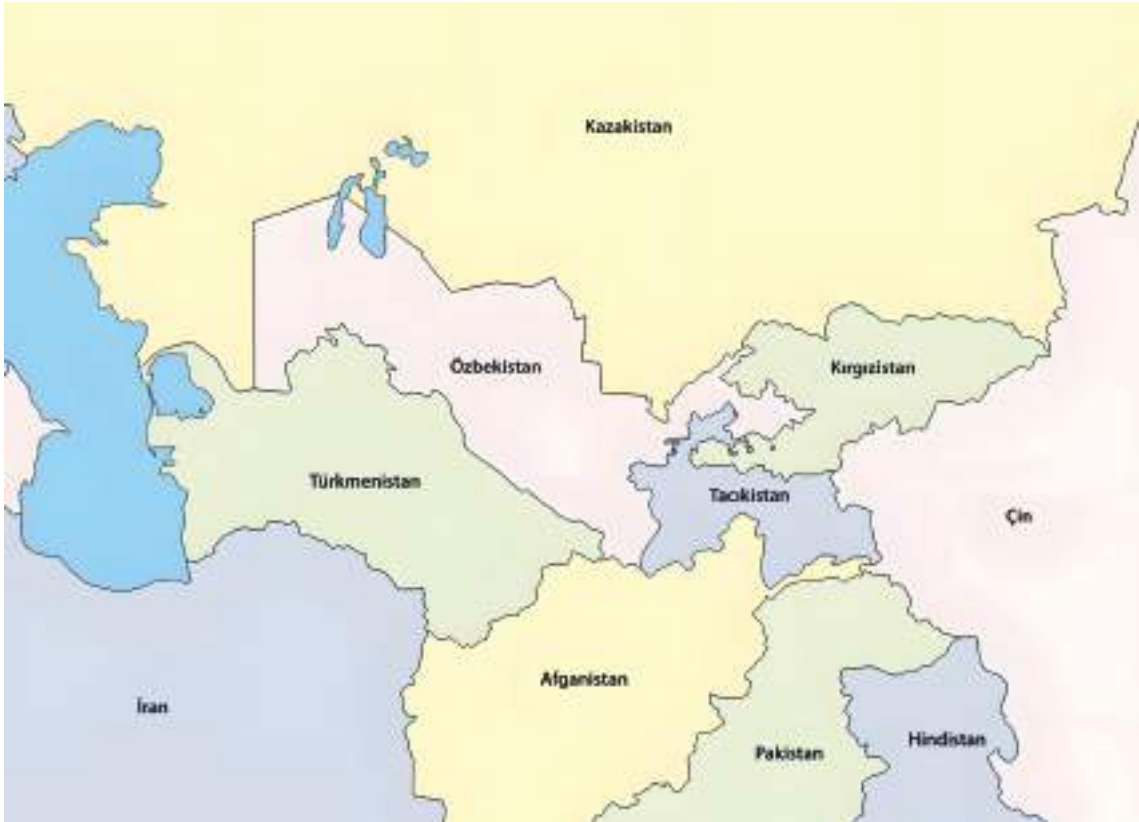 Kazakistan
Özbekistan
Kırgızistan
Türkmenistan
Tacikistan
Çin
Afganistan
İran
Pakistan
Hindistan